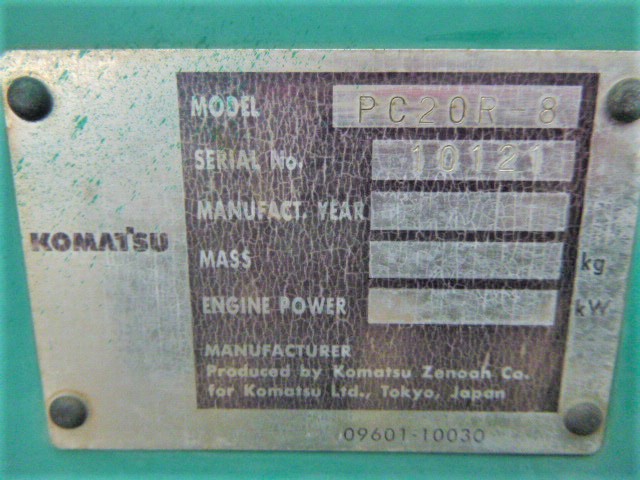 MODEL PC20R-8
SERIAL No. 10121
MANUFACT. YEAR
KOMATSU
MASS kg
ENGINE POWER kW
MANUFACTURER
Produced by Komatsu Zenoah Co.
for Komatsu Ltd., Tokyo, Japan
09601-10030